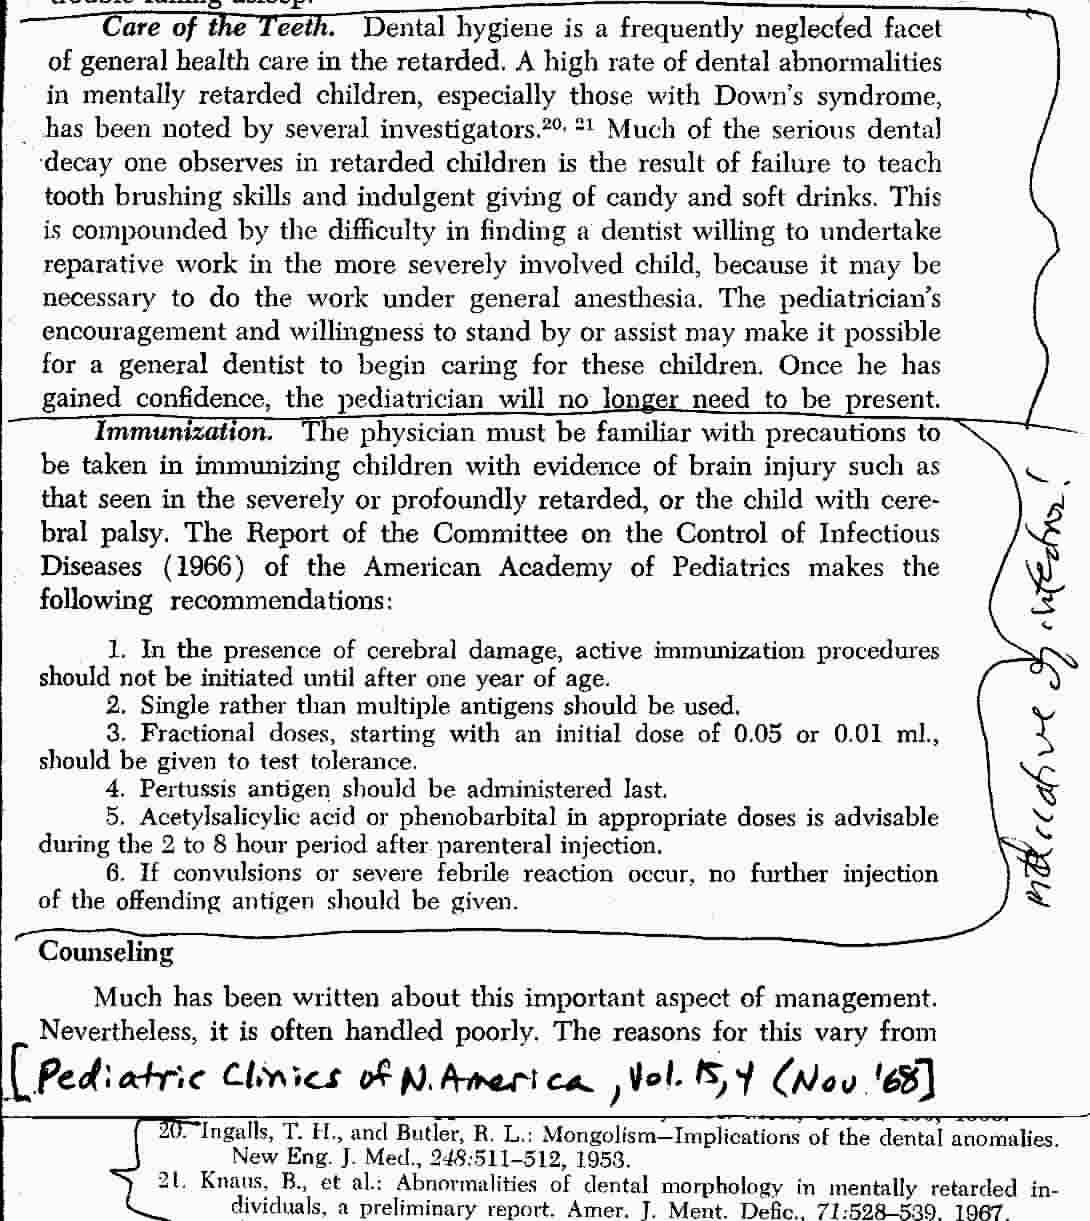 Care of the Teeth. Dental hygiene is a frequently neglected facet
of general health care in the retarded. A high rate of dental abnormalities
in mentally retarded children, especially those with Down's syndrome,
has been noted by several investigators.20, 21 Much of the serious dental
decay one observes in retarded children is the result of failure to teach
tooth brushing skills and indulgent giving of candy and soft drinks. This
is compounded by the difficulty in finding a dentist willing to undertake
reparative work in the more severely involved child, because it may be
necessary to do the work under general anesthesia. The pediatrician's
encouragement and willingness to stand by or assist may make it possible
for a general dentist to begin caring for these children. Once he has
gained confidence, the pediatrician will no longer need to be present.
Immunization. The physician must be familiar with precautions to
be taken in immunizing children with evidence of brain injury such as
that seen in the severely or profoundly retarded, or the child with cere-
bral palsy. The Report of the Committee on the Control of Infectious
Diseases (1966) of the American Academy of Pediatrics makes the
following recommendations:
1. In the presence of cerebral damage, active immunization procedures
should not be initiated until after one year of age.
2. Single rather than multiple antigens should be used.
3. Fractional doses, starting with an initial dose of 0.05 or 0.01 ml.,
should be given to test tolerance.
4. Pertussis antigen should be administered last.
5. Acetylsalicylic acid or phenobarbital in appropriate doses is advisable
during the 2 to 8 hour period after parenteral injection.
6. If convulsions or severe febrile reaction occur, no further injection
of the offending antigen should be given.
Counseling
Much has been written about this important aspect of management.
Nevertheless, it is often handled poorly. The reasons for this vary from
[Pediatric Clinics of N. America, Vol. 15, 4 (Nov '68]
20. Ingalls, T. H., and Butler, R. L.: Mongolism—Implications of the dental anomalies.
New Eng. J. Med., 248:511–512, 1953.
21. Knaus, B., et al.: Abnormalities of dental morphology in mentally retarded in-
dividuals, a preliminary report. Amer. J. Ment. Defic., 71:528–539, 1967.
of